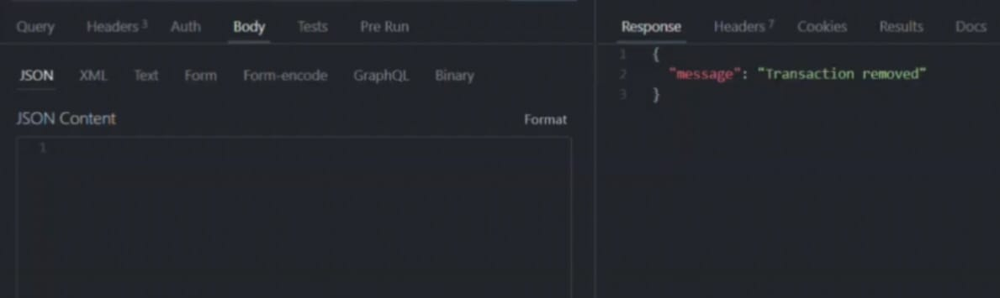 Query Headers 3 Auth Body Tests Pre Run
JSON XML Text Form Form-encode GraphQL Binary
JSON Content Format
1
Response Headers 7 Cookies Results Docs
1 {
2 "message": "Transaction removed"
3 }